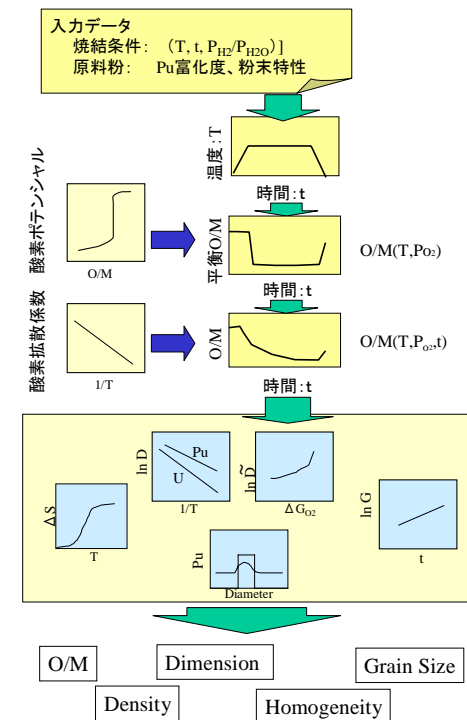 入力データ
焼結条件: (T, t, PH2/PH2O)]
原料粉: Pu富化度、粉末特性
温度:T
時間:t
酸素ポテンシャル
O/M
平衡O/M
O/M(T,Po2)
時間:t
酸素拡散係数
1/T
O/M
O/M(T,Po2,t)
時間:t
ln D
Pu
U
1/T
ln D̃
ΔGO2
ΔS
T
ln G
t
Pu
Diameter
O/M
Dimension
Grain Size
Density
Homogeneity